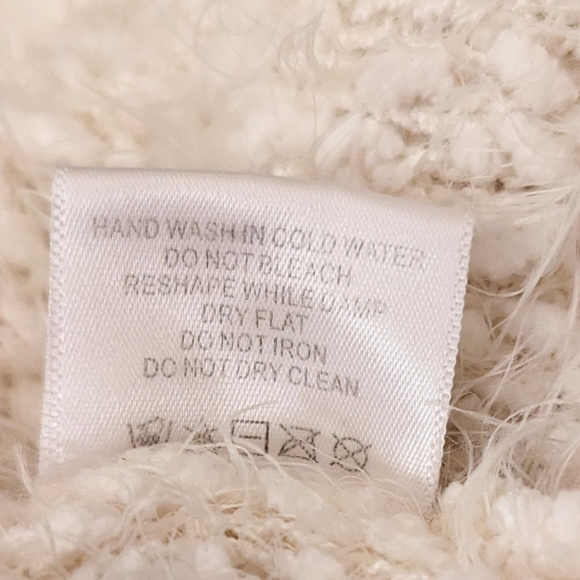 HAND WASH IN COLD WATER
DO NOT BLEACH
RESHAPE WHILE DAMP
DRY FLAT
DO NOT IRON
DO NOT DRY CLEAN